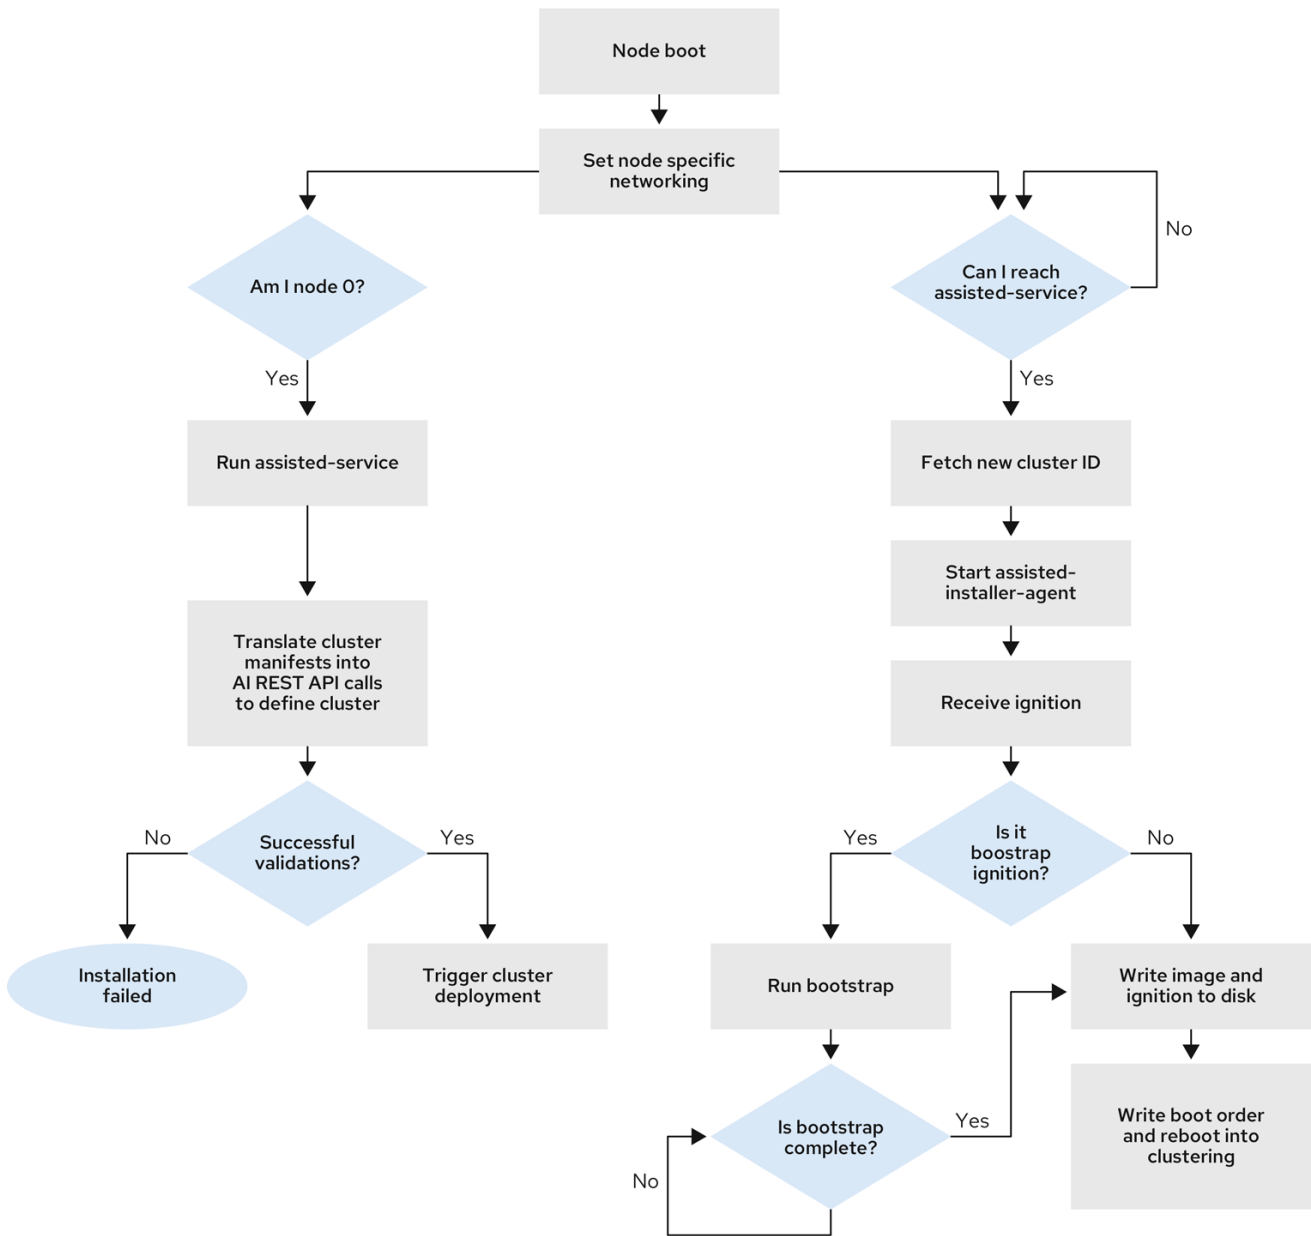 Node boot
Set node specific
networking
No
Am I node 0?
Can I reach
assisted-service?
Yes
Yes
Run assisted-service
Fetch new cluster ID
Start assisted-
installer-agent
Translate cluster
manifests into
AI REST API calls
to define cluster
Receive ignition
No
Successful
validations?
Yes
Yes
Is it
boostrap
ignition?
No
Installation
failed
Trigger cluster
deployment
Run bootstrap
Write image and
ignition to disk
Is bootstrap
complete?
Yes
No
Write boot order
and reboot into
clustering